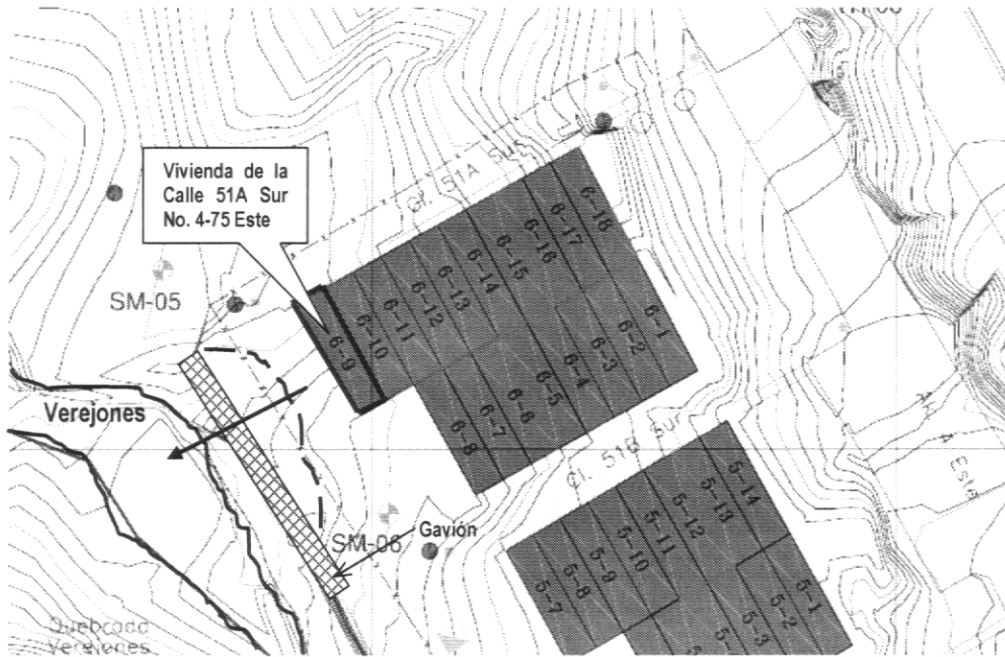 Vivienda de la
Calle 51A Sur
No. 4-75 Este
Cl. 51A Sur
SM-05
Verejones
6-18
6-17
6-16
6-15
6-14
6-13
6-12
6-11
6-10
6-9
6-1
6-2
6-3
6-4
6-5
6-6
6-7
6-8
Cl. 51B Sur
Av. 4 Este
SM-06
Gavión
5-14
5-13
5-12
5-11
5-10
5-9
5-8
5-7
5-1
5-2
5-3
Quebrada
Verejones